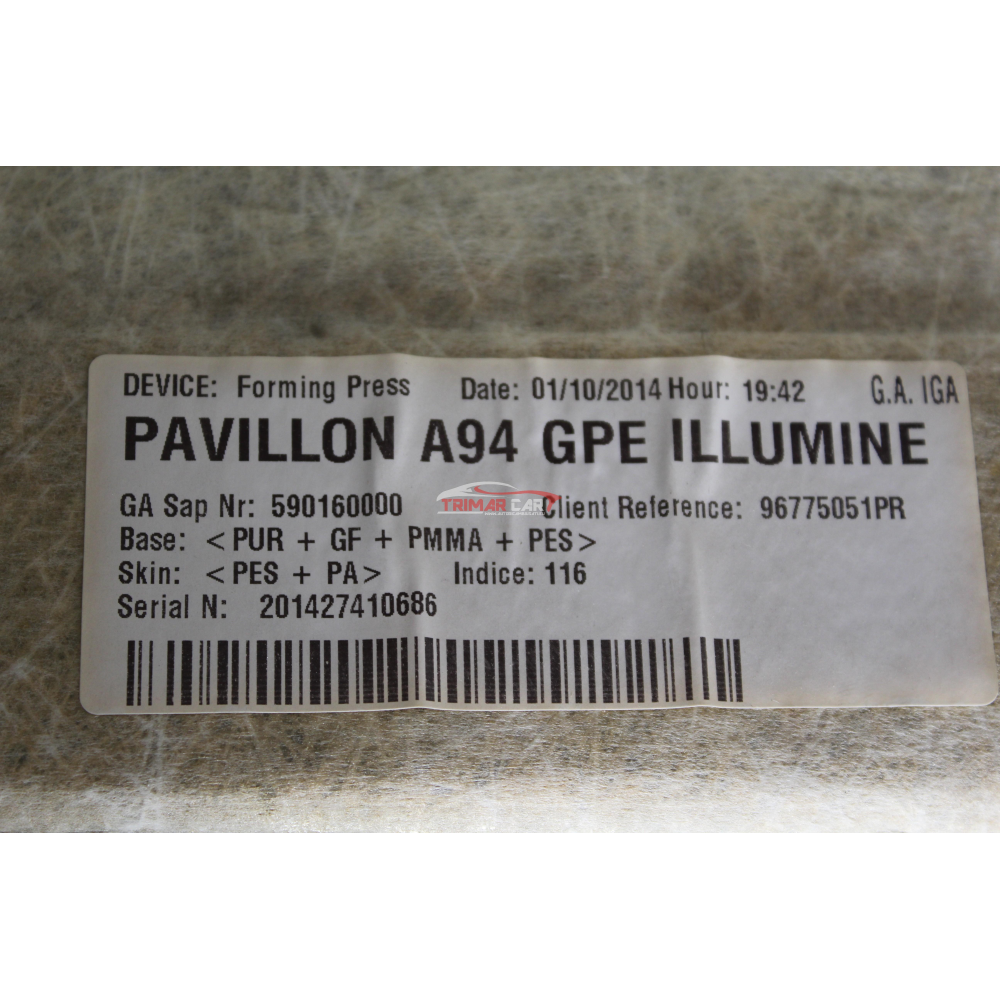 DEVICE: Forming Press Date: 01/10/2014 Hour: 19:42 G.A. IGA
PAVILLON A94 GPE ILLUMINE
GA Sap Nr: 590160000 TRIMAR CAR Client Reference: 96775051PR
Base: <PUR + GF + PMMA + PES>
Skin: <PES + PA> Indice: 116
Serial N: 201427410686